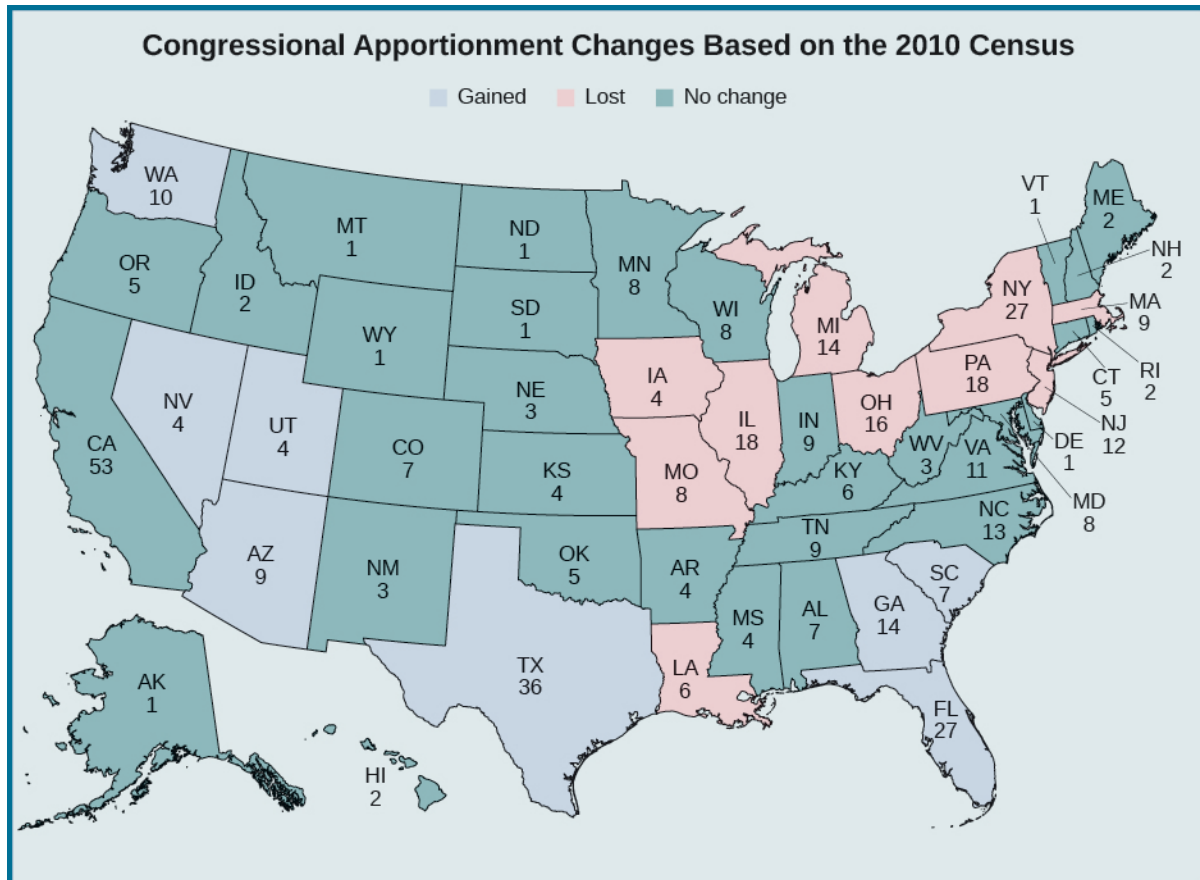 Congressional Apportionment Changes Based on the 2010 Census
Gained Lost No change
WA
10
OR
5
ID
2
MT
1
ND
1
MN
8
SD
1
WY
1
WI
8
MI
14
VT
1
ME
2
NH
2
NY
27
MA
9
RI
2
CT
5
PA
18
NJ
12
NV
4
UT
4
CA
53
CO
7
NE
3
KS
4
IA
4
MO
8
IL
18
IN
9
OH
16
KY
6
WV
3
VA
11
DE
1
MD
8
NC
13
TN
9
AZ
9
NM
3
OK
5
AR
4
MS
4
AL
7
GA
14
SC
7
TX
36
LA
6
FL
27
AK
1
HI
2